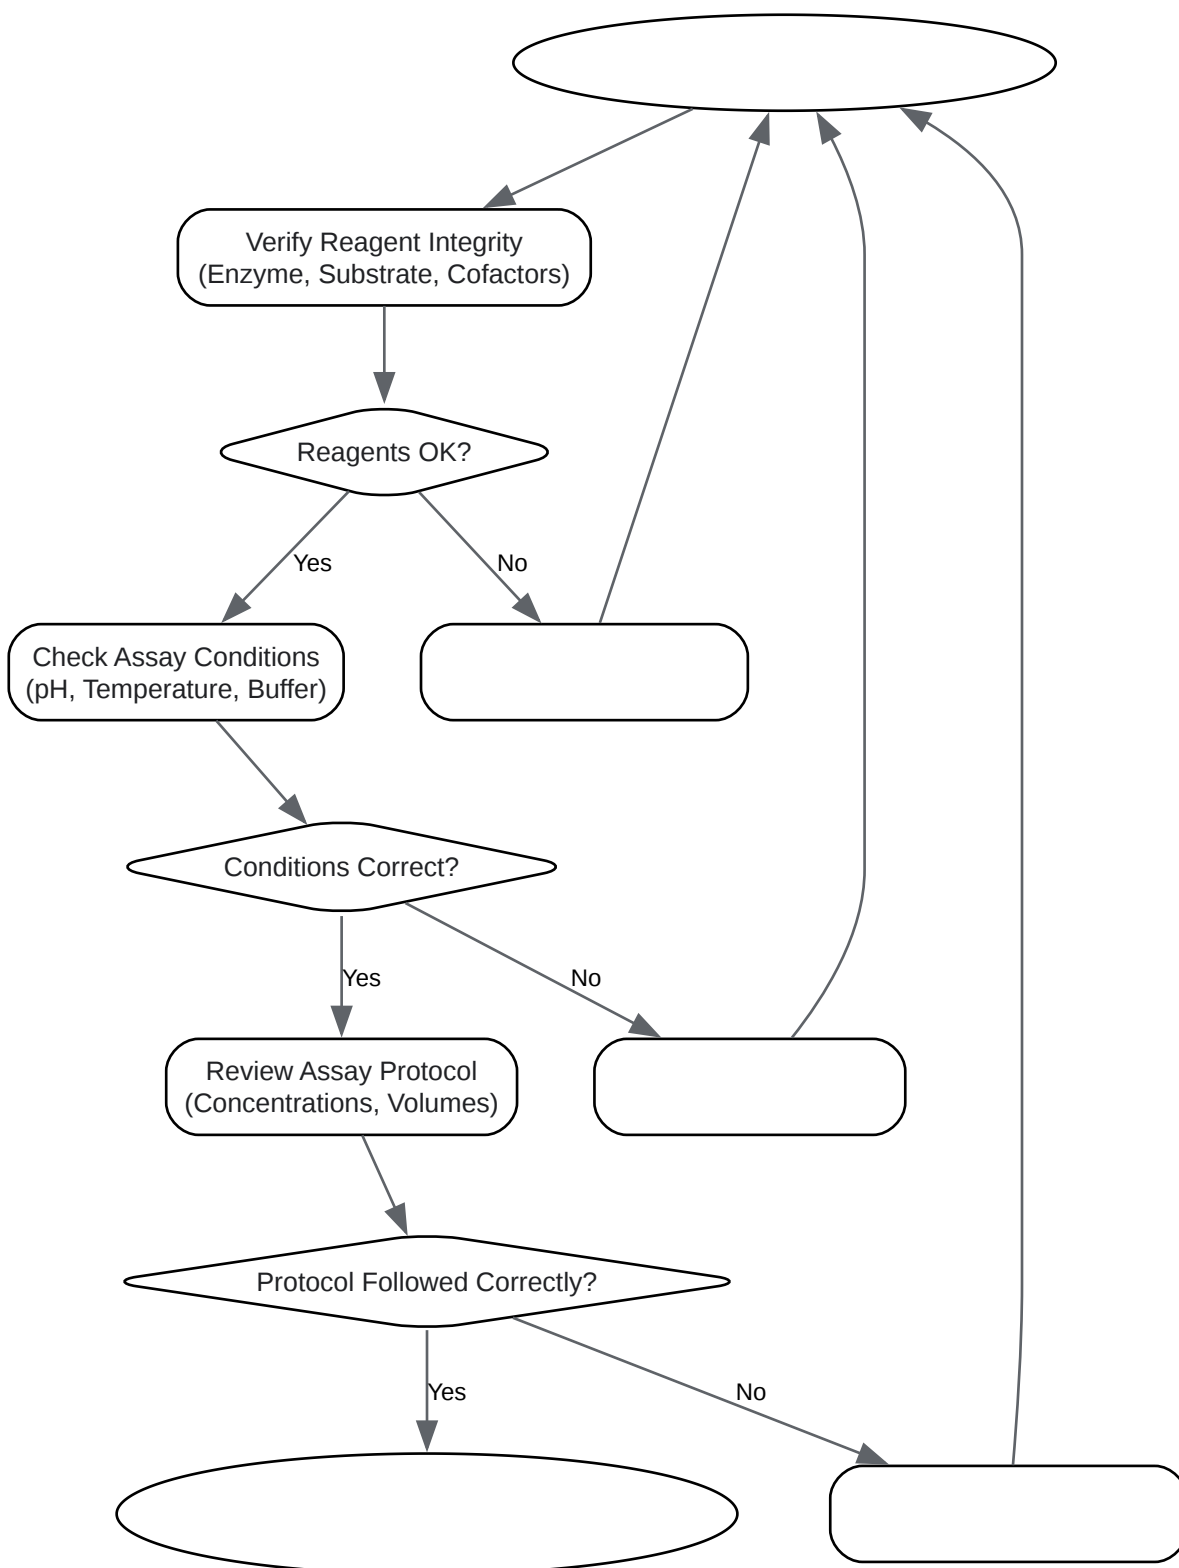 Verify Reagent Integrity
(Enzyme, Substrate, Cofactors)
Reagents OK?
Yes
No
Check Assay Conditions
(pH, Temperature, Buffer)
Conditions Correct?
Yes
No
Review Assay Protocol
(Concentrations, Volumes)
Protocol Followed Correctly?
Yes
No